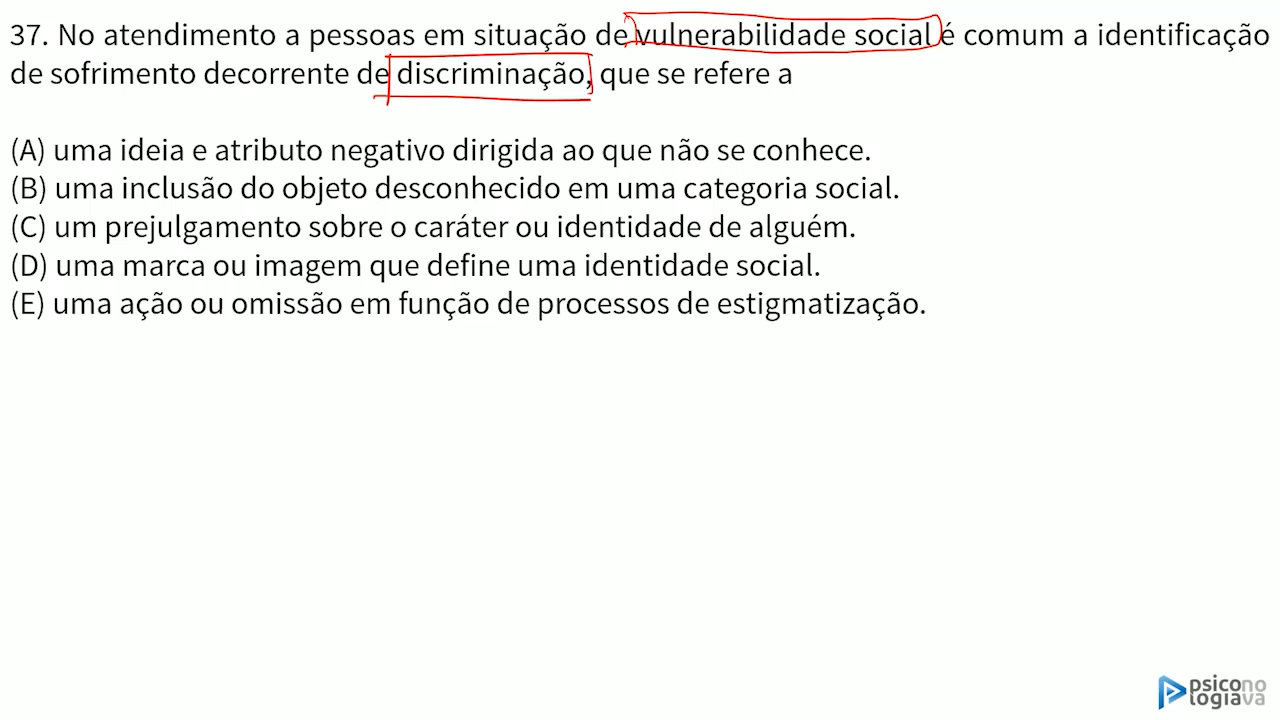 37. No atendimento a pessoas em situação de vulnerabilidade social é comum a identificação
de sofrimento decorrente de discriminação, que se refere a
(A) uma ideia e atributo negativo dirigida ao que não se conhece.
(B) uma inclusão do objeto desconhecido em uma categoria social.
(C) um prejulgamento sobre o caráter ou identidade de alguém.
(D) uma marca ou imagem que define uma identidade social.
(E) uma ação ou omissão em função de processos de estigmatização.
psicono
logiava